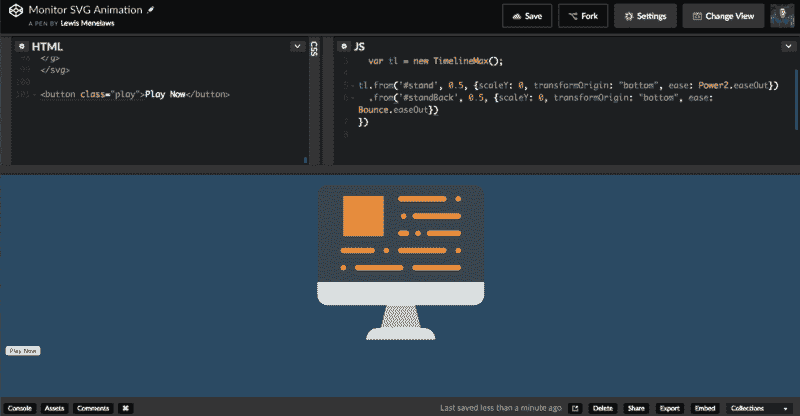 Monitor SVG Animation
A PEN BY Lewis Menelaws
Save
Fork
Settings
Change View
HTML
CSS
JS
</g>
99 </svg>
100
101 <button class="play">Play Now</button>
3 var tl = new TimelineMax();
5 tl.from('#stand', 0.5, {scaleY: 0, transformOrigin: "bottom", ease: Power2.easeOut})
6 .from('#standBack', 0.5, {scaleY: 0, transformOrigin: "bottom", ease:
Bounce.easeOut})
7 })
8
Play Now
Console
Assets
Comments
⌘
Last saved less than a minute ago
Delete
Share
Export
Embed
Collections